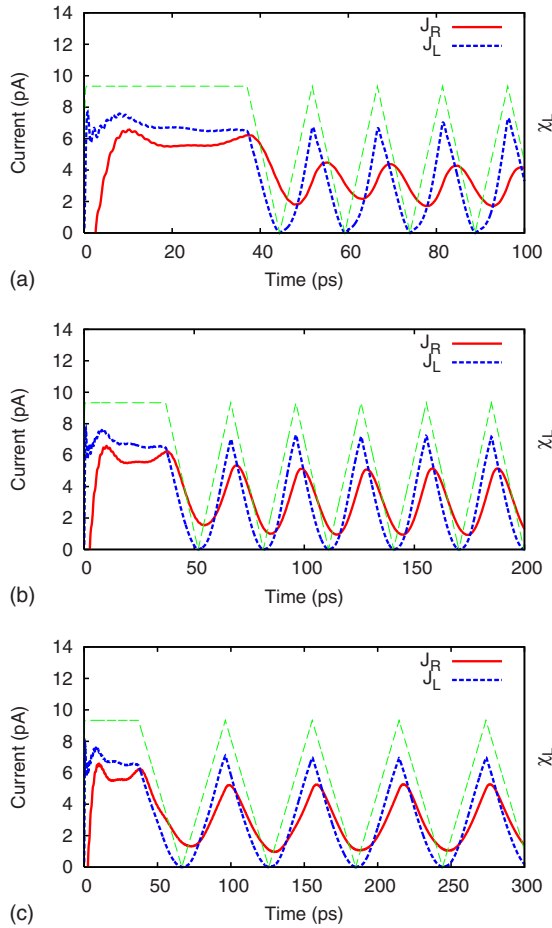 14
12
10
8
6
4
2
0
Current (pA)
J_R
J_L
χ_L
0 20 40 60 80 100
Time (ps)
(a)
14
12
10
8
6
4
2
0
Current (pA)
J_R
J_L
χ_L
0 50 100 150 200
Time (ps)
(b)
14
12
10
8
6
4
2
0
Current (pA)
J_R
J_L
χ_L
0 50 100 150 200 250 300
Time (ps)
(c)